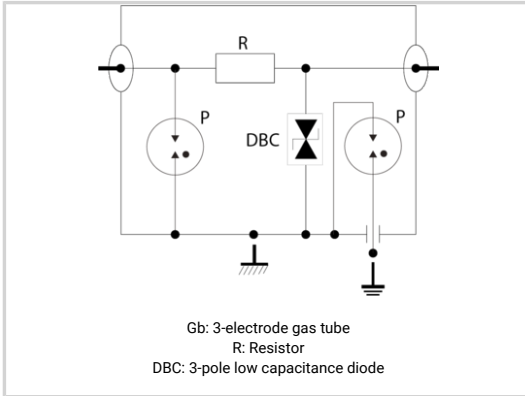 R
P
DBC
P
Gb: 3-electrode gas tube
R: Resistor
DBC: 3-pole low capacitance diode